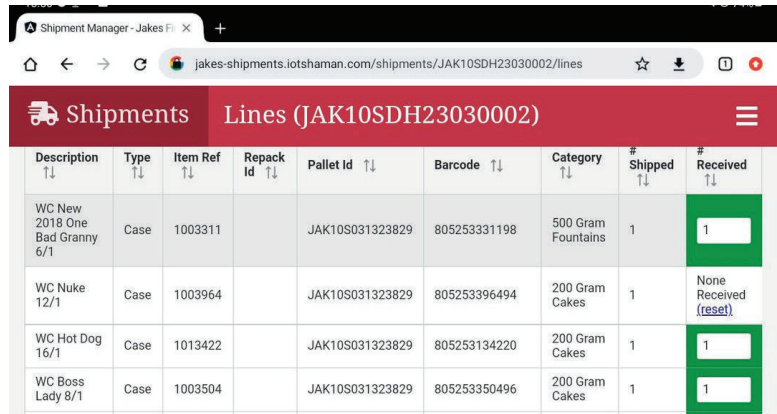 Shipment Manager - Jakes Fi
jakes-shipments.iotshaman.com/shipments/JAK10SDH23030002/lines
1
Shipments
Lines (JAK10SDH23030002)
Description Type Item Ref Repack Id Pallet Id Barcode Category # Shipped # Received
WC New 2018 One Bad Granny 6/1 Case 1003311 JAK10S031323829 805253331198 500 Gram Fountains 1 1
WC Nuke 12/1 Case 1003964 JAK10S031323829 805253396494 200 Gram Cakes 1 None Received (reset)
WC Hot Dog 16/1 Case 1013422 JAK10S031323829 805253134220 200 Gram Cakes 1 1
WC Boss Lady 8/1 Case 1003504 JAK10S031323829 805253350496 200 Gram Cakes 1 1